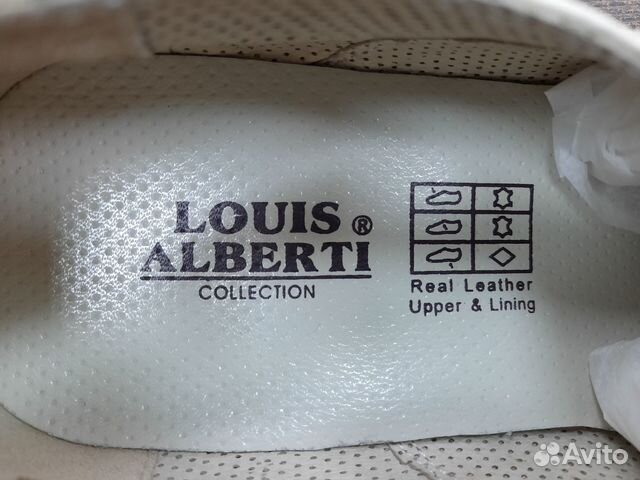 LOUIS ®
ALBERTI
COLLECTION
Real Leather
Upper & Lining
Avito